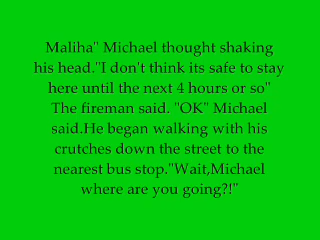 Maliha" Michael thought shaking
his head."I don't think its safe to stay
here until the next 4 hours or so"
The fireman said. "OK" Michael
said.He began walking with his
crutches down the street to the
nearest bus stop."Wait,Michael
where are you going?!"